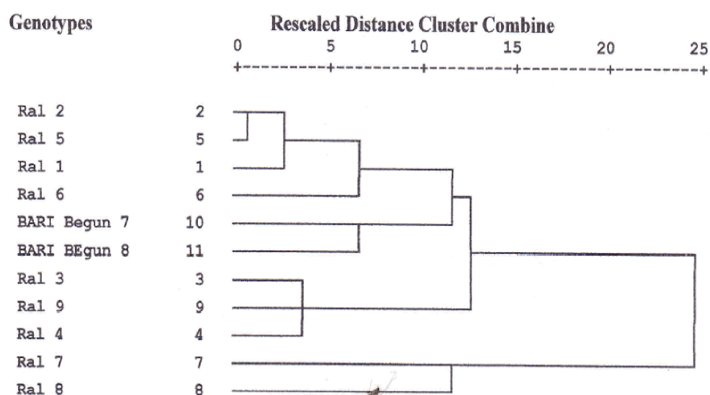 Genotypes Rescaled Distance Cluster Combine
0 5 10 15 20 25
Ral 2 2
Ral 5 5
Ral 1 1
Ral 6 6
BARI Begun 7 10
BARI BEgun 8 11
Ral 3 3
Ral 9 9
Ral 4 4
Ral 7 7
Ral 8 8